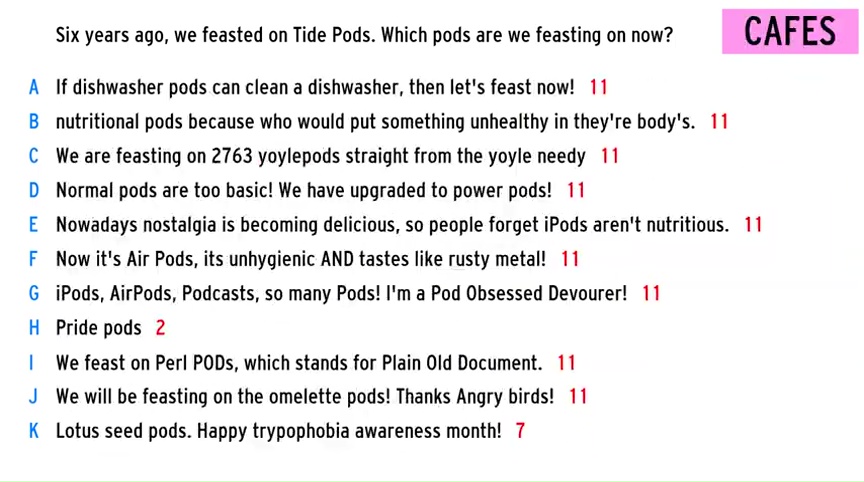 Six years ago, we feasted on Tide Pods. Which pods are we feasting on now?
CAFES
A If dishwasher pods can clean a dishwasher, then let's feast now! 11
B nutritional pods because who would put something unhealthy in they're body's. 11
C We are feasting on 2763 yoylepods straight from the yoyle needy 11
D Normal pods are too basic! We have upgraded to power pods! 11
E Nowadays nostalgia is becoming delicious, so people forget iPods aren't nutritious. 11
F Now it's Air Pods, its unhygienic AND tastes like rusty metal! 11
G iPods, AirPods, Podcasts, so many Pods! I'm a Pod Obsessed Devourer! 11
H Pride pods 2
I We feast on Perl PODs, which stands for Plain Old Document. 11
J We will be feasting on the omelette pods! Thanks Angry birds! 11
K Lotus seed pods. Happy trypophobia awareness month! 7